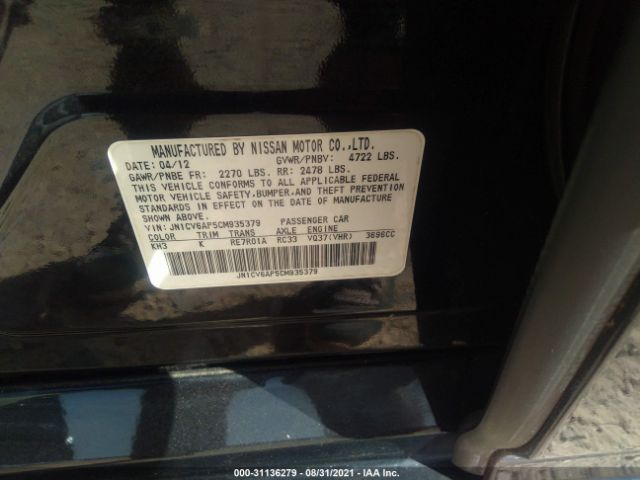 MANUFACTURED BY NISSAN MOTOR CO.,LTD.
DATE: 04/12 GVWR/PNBV: 4722 LBS.
GAWR/PNBE FR: 2270 LBS. RR: 2478 LBS.
THIS VEHICLE CONFORMS TO ALL APPLICABLE FEDERAL
MOTOR VEHICLE SAFETY,BUMPER,AND THEFT PREVENTION
STANDARDS IN EFFECT ON THE DATE OF MANUFACTURE
SHOWN ABOVE.
VIN: JN1CV6AP5CM935379 PASSENGER CAR
COLOR TRIM TRANS AXLE ENGINE
KH3 K RE7R01A RC33 VQ37(VHR) 3696CC
JN1CV6AP5CM935379
000-31136279 - 08/31/2021 - IAA Inc.